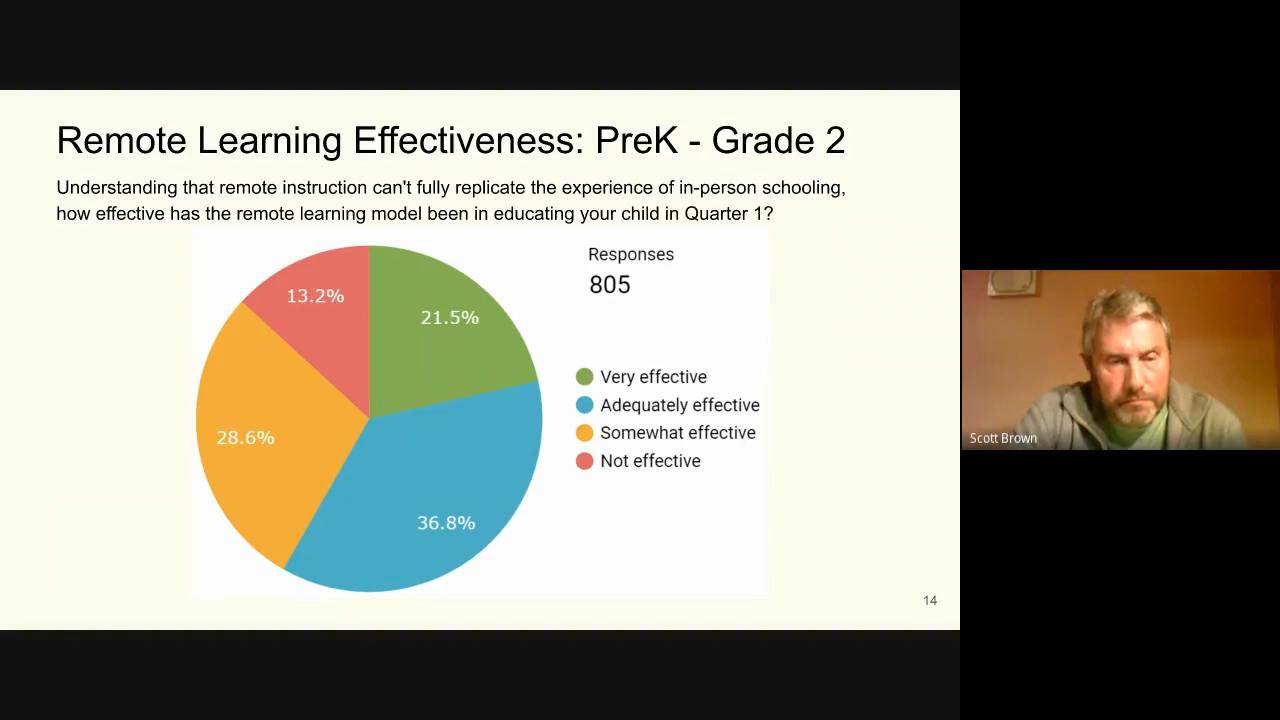 Remote Learning Effectiveness: PreK - Grade 2
Understanding that remote instruction can't fully replicate the experience of in-person schooling,
how effective has the remote learning model been in educating your child in Quarter 1?
Responses
805
13.2%
21.5%
28.6%
36.8%
Very effective
Adequately effective
Somewhat effective
Not effective
14
Scott Brown